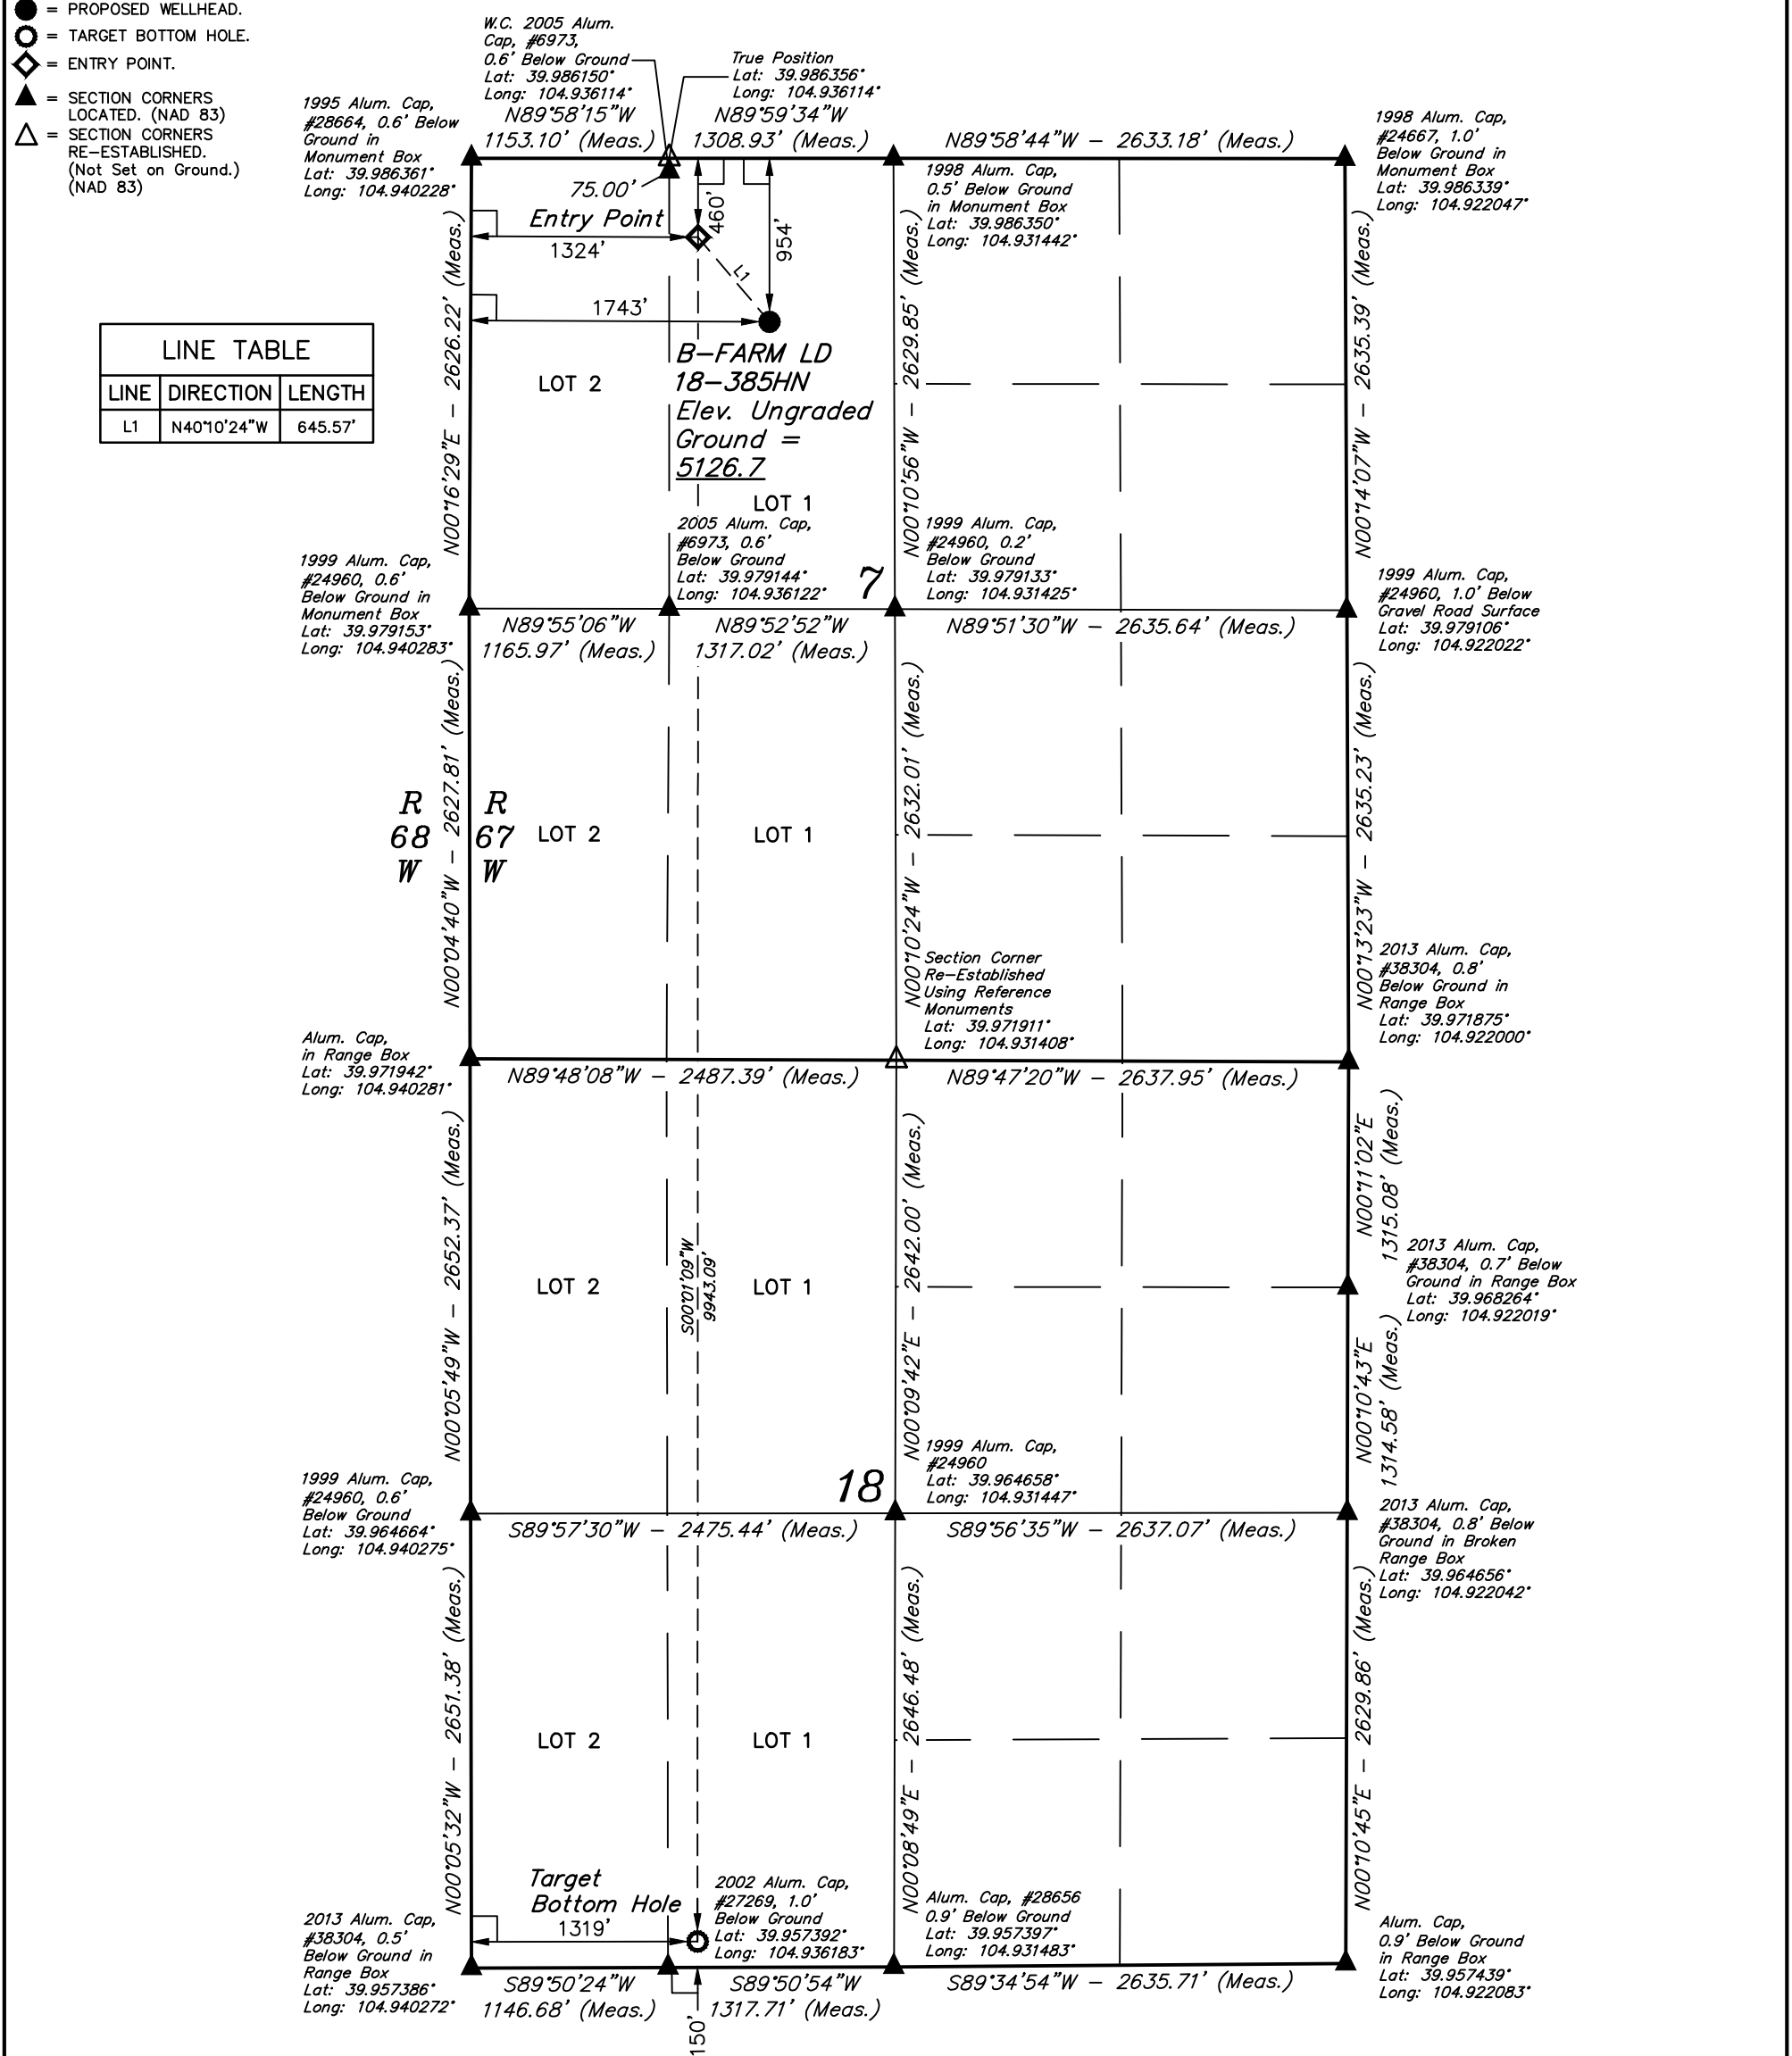 = PROPOSED WELLHEAD.
= TARGET BOTTOM HOLE.
= ENTRY POINT.
= SECTION CORNERS
LOCATED. (NAD 83)
= SECTION CORNERS
RE-ESTABLISHED.
(Not Set on Ground.)
(NAD 83)
W.C. 2005 Alum.
Cap, #6973,
0.6' Below Ground
Lat: 39.986150°
Long: 104.936114°
True Position
Lat: 39.986356°
Long: 104.936114°
1995 Alum. Cap,
#28664, 0.6' Below
Ground in
Monument Box
Lat: 39.986361°
Long: 104.940228°
N89°58'15"W
1153.10' (Meas.)
N89°59'34"W
1308.93' (Meas.)
N89°58'44"W - 2633.18' (Meas.)
1998 Alum. Cap,
#24667, 1.0'
Below Ground in
Monument Box
Lat: 39.986339°
Long: 104.922047°
75.00'
Entry Point
1324'
460'
954'
L1
1743'
1998 Alum. Cap,
0.5' Below Ground
in Monument Box
Lat: 39.986350°
Long: 104.931442°
LINE TABLE
LINE DIRECTION LENGTH
L1 N40°10'24"W 645.57'
N00°16'29"E - 2626.22' (Meas.)
LOT 2
B-FARM LD
18-385HN
Elev. Ungraded
Ground =
5126.7
LOT 1
N00°10'56"W - 2629.85' (Meas.)
N00°14'07"W - 2635.39' (Meas.)
1999 Alum. Cap,
#24960, 0.6'
Below Ground in
Monument Box
Lat: 39.979153°
Long: 104.940283°
2005 Alum. Cap,
#6973, 0.6'
Below Ground
Lat: 39.979144°
Long: 104.936122°
7
1999 Alum. Cap,
#24960, 0.2'
Below Ground
Lat: 39.979133°
Long: 104.931425°
1999 Alum. Cap,
#24960, 1.0' Below
Gravel Road Surface
Lat: 39.979106°
Long: 104.922022°
N89°55'06"W
1165.97' (Meas.)
N89°52'52"W
1317.02' (Meas.)
N89°51'30"W - 2635.64' (Meas.)
N00°04'40"W - 2627.81' (Meas.)
R
68
W
R
67
W
LOT 2
LOT 1
N00°10'24"W - 2632.01' (Meas.)
N00°13'23"W - 2635.23' (Meas.)
Section Corner
Re-Established
Using Reference
Monuments
Lat: 39.971911°
Long: 104.931408°
2013 Alum. Cap,
#38304, 0.8'
Below Ground in
Range Box
Lat: 39.971875°
Long: 104.922000°
Alum. Cap,
in Range Box
Lat: 39.971942°
Long: 104.940281°
N89°48'08"W - 2487.39' (Meas.)
N89°47'20"W - 2637.95' (Meas.)
N00°05'49"W - 2652.37' (Meas.)
LOT 2
S00°01'09"W
9943.09'
LOT 1
N00°09'42"E - 2642.00' (Meas.)
N00°11'02"E
1315.08' (Meas.)
2013 Alum. Cap,
#38304, 0.7' Below
Ground in Range Box
Lat: 39.968264°
Long: 104.922019°
N00°10'43"E
1314.58' (Meas.)
1999 Alum. Cap,
#24960, 0.6'
Below Ground
Lat: 39.964664°
Long: 104.940275°
18
1999 Alum. Cap,
#24960
Lat: 39.964658°
Long: 104.931447°
2013 Alum. Cap,
#38304, 0.8' Below
Ground in Broken
Range Box
Lat: 39.964656°
Long: 104.922042°
S89°57'30"W - 2475.44' (Meas.)
S89°56'35"W - 2637.07' (Meas.)
N00°05'32"W - 2651.38' (Meas.)
LOT 2
LOT 1
N00°08'49"E - 2646.48' (Meas.)
N00°10'45"E - 2629.86' (Meas.)
Target
Bottom Hole
1319'
2002 Alum. Cap,
#27269, 1.0'
Below Ground
Lat: 39.957392°
Long: 104.936183°
Alum. Cap, #28656
0.9' Below Ground
Lat: 39.957397°
Long: 104.931483°
2013 Alum. Cap,
#38304, 0.5'
Below Ground in
Range Box
Lat: 39.957386°
Long: 104.940272°
Alum. Cap,
0.9' Below Ground
in Range Box
Lat: 39.957439°
Long: 104.922083°
S89°50'24"W
1146.68' (Meas.)
S89°50'54"W
1317.71' (Meas.)
S89°34'54"W - 2635.71' (Meas.)
150'